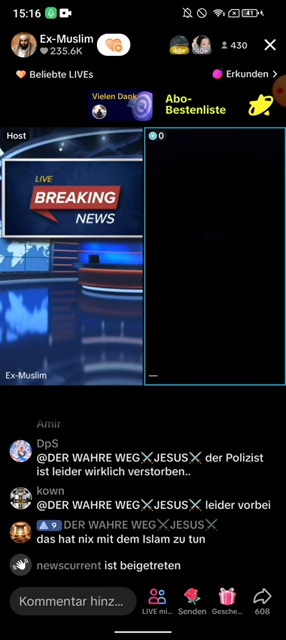 15:16
41
Ex-Muslim
235.6K
430
Beliebte LIVEs
Erkunden >
Vielen Dank
Abo-
Bestenliste
Host
0
LIVE
BREAKING
NEWS
Ex-Muslim
Amir
DpS
@DER WAHRE WEG⚔JESUS⚔ der Polizist
ist leider wirklich verstorben..
kown
@DER WAHRE WEG⚔JESUS⚔ leider vorbei
9 DER WAHRE WEG⚔JESUS⚔
das hat nix mit dem Islam zu tun
newscurrent ist beigetreten
Kommentar hinz...
LIVE mi...
Senden
Gesche...
608